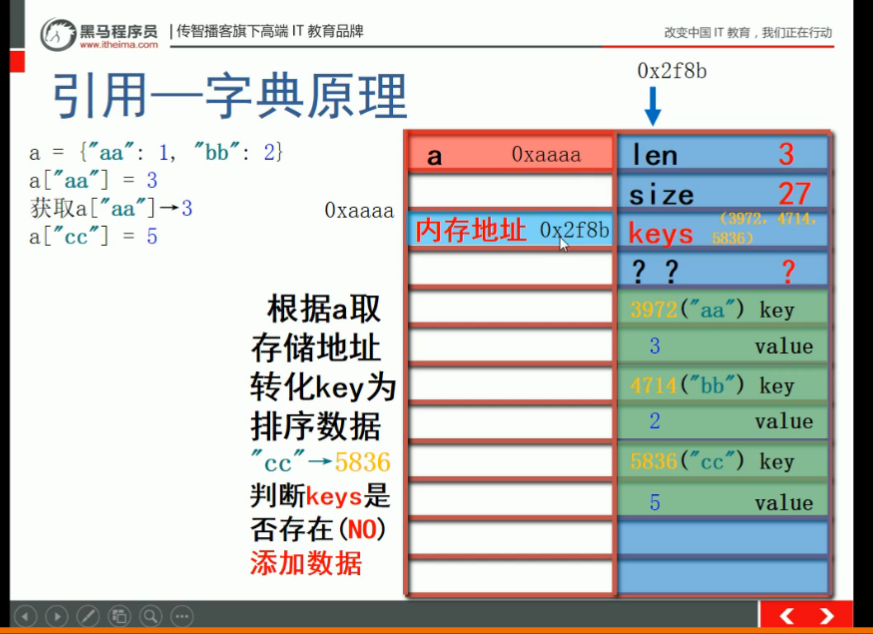 黑马程序员
www.itheima.com
传智播客旗下高端 IT 教育品牌
改变中国 IT 教育，我们正在行动
引用—字典原理
0x2f8b
a = {"aa": 1, "bb": 2}
a["aa"] = 3
获取a["aa"]→3
a["cc"] = 5
0xaaaa
根据a取
存储地址
转化key为
排序数据
"cc"→5836
判断keys是
否存在(NO)
添加数据
a 0xaaaa
内存地址 0x2f8b
len 3
size 27
keys (3972, 4714,
5836)
? ? ?
3972("aa") key
3 value
4714("bb") key
2 value
5836("cc") key
5 value